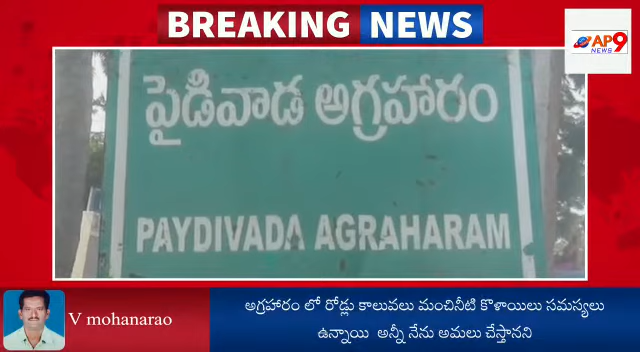 BREAKING NEWS
AP9
NEWS
పైడివాడ అగ్రహారం
PAYDIVADA AGRAHARAM
V mohanarao
అగ్రహారం లో రోడ్లు కాలువలు మంచినీటి కొళాయిలు సమస్యలు
ఉన్నాయి అన్నీ నేను అమలు చేస్తానని